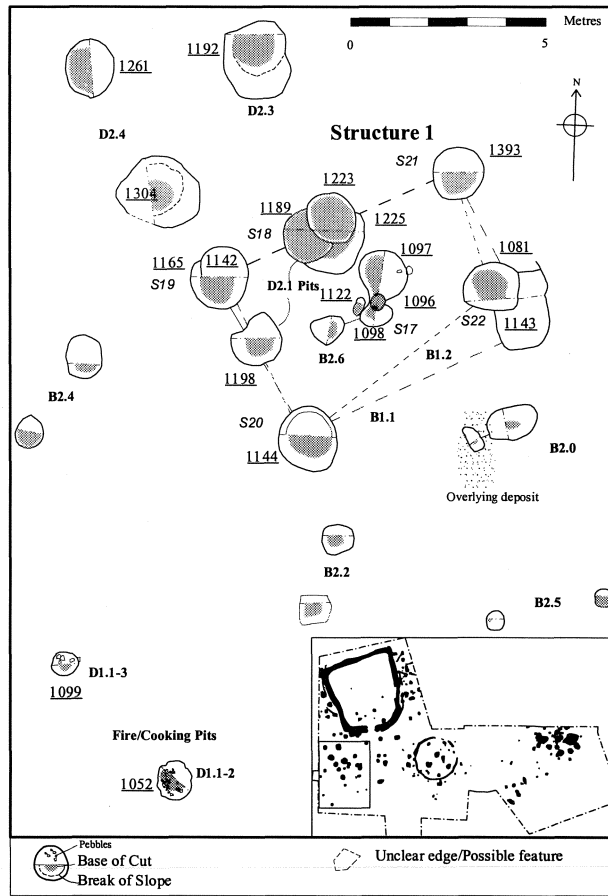 1192
Metres
0 5
1261
D2.3
N
D2.4
Structure 1
1393
S21
1223
1304
1189
1225
S18
1097
1081
1165
1142
S19
D2.1 Pits
1122
1096
S22
1143
1098
S17
B2.6
B1.2
1198
B2.4
S20
B1.1
1144
B2.0
Overlying deposit
B2.2
B2.5
D1.1-3
1099
Fire/Cooking Pits
1052
D1.1-2
Pebbles
Base of Cut
Break of Slope
Unclear edge/Possible feature